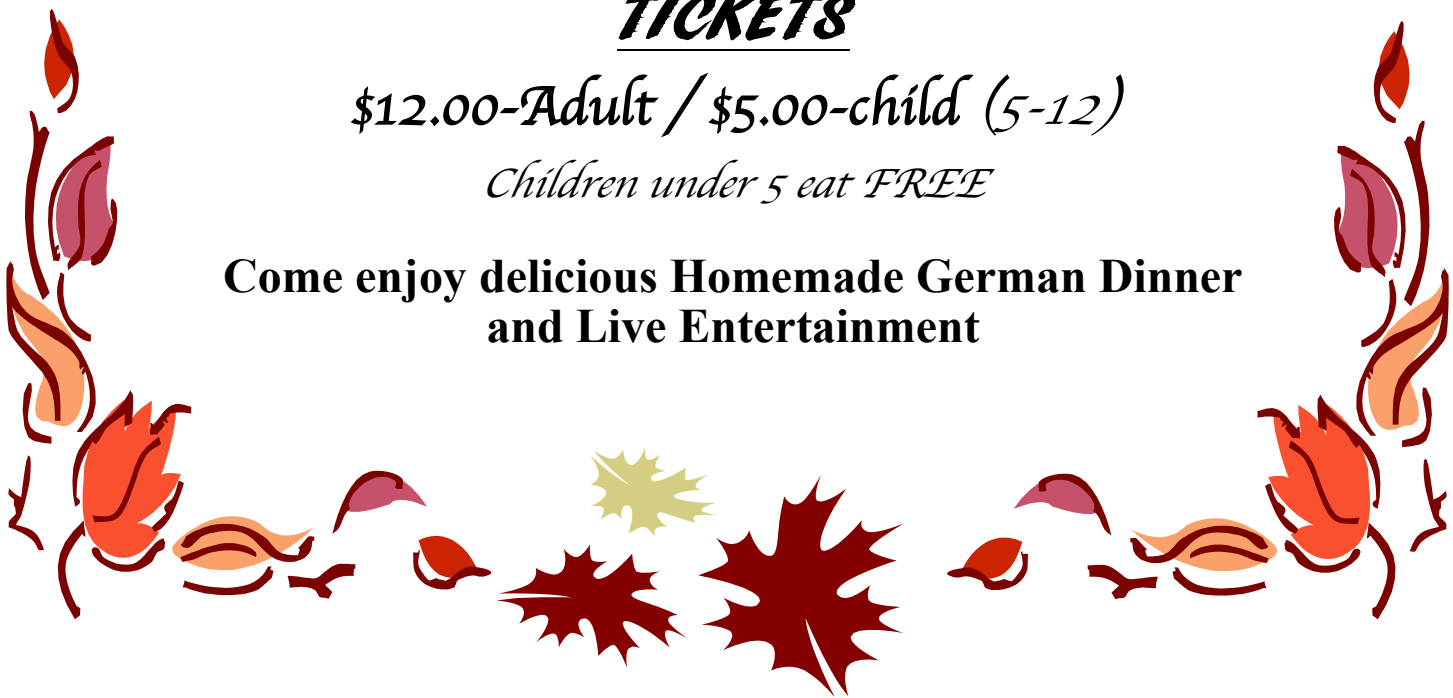 TICKETS
$12.00-Adult / $5.00-child (5-12)
Children under 5 eat FREE
Come enjoy delicious Homemade German Dinner
and Live Entertainment